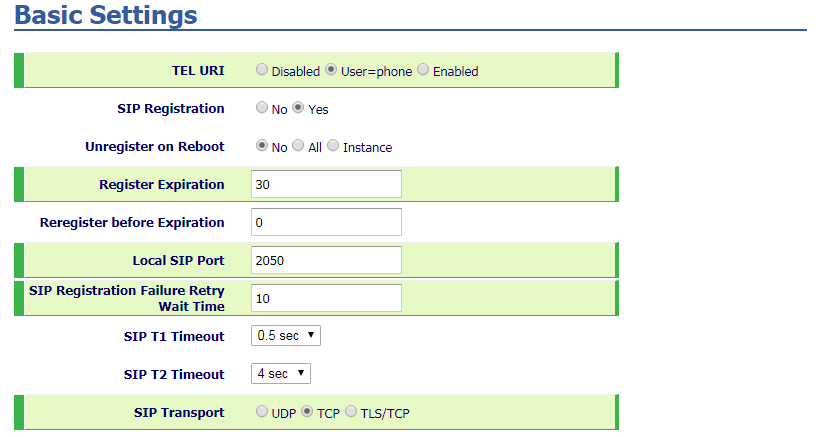 Basic Settings
TEL URI Disabled User=phone Enabled
SIP Registration No Yes
Unregister on Reboot No All Instance
Register Expiration 30
Reregister before Expiration 0
Local SIP Port 2050
SIP Registration Failure Retry
Wait Time 10
SIP T1 Timeout 0.5 sec
SIP T2 Timeout 4 sec
SIP Transport UDP TCP TLS/TCP